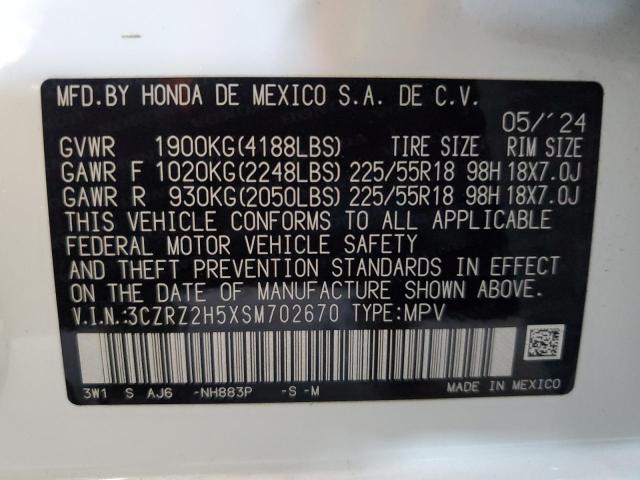 MFD.BY HONDA DE MEXICO S.A. DE C.V.
05/'24
GVWR 1900KG(4188LBS) TIRE SIZE RIM SIZE
GAWR F 1020KG(2248LBS) 225/55R18 98H 18X7.0J
GAWR R 930KG(2050LBS) 225/55R18 98H 18X7.0J
THIS VEHICLE CONFORMS TO ALL APPLICABLE
FEDERAL MOTOR VEHICLE SAFETY
AND THEFT PREVENTION STANDARDS IN EFFECT
ON THE DATE OF MANUFACTURE SHOWN ABOVE.
V.I.N.:3CZRZ2H5XSM702670 TYPE:MPV
3W1 S AJ6 -NH883P -S -M MADE IN MEXICO